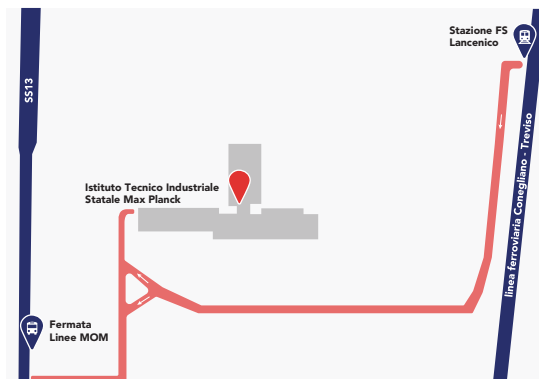 Stazione FS
Lancenico
SS13
linea ferroviaria Conegliano - Treviso
Istituto Tecnico Industriale
Statale Max Planck
Fermata
Linee MOM